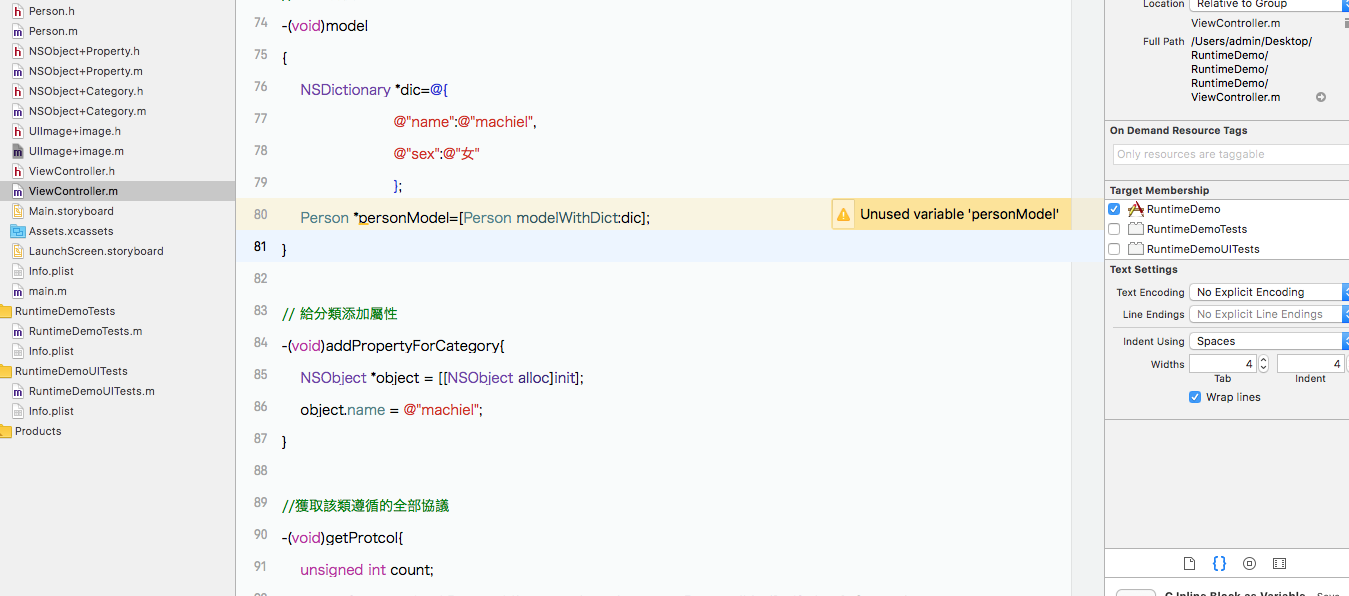 Person.h
Person.m
NSObject+Property.h
NSObject+Property.m
NSObject+Category.h
NSObject+Category.m
UIImage+image.h
UIImage+image.m
ViewController.h
ViewController.m
Main.storyboard
Assets.xcassets
LaunchScreen.storyboard
Info.plist
main.m
RuntimeDemoTests
RuntimeDemoTests.m
Info.plist
RuntimeDemoUITests
RuntimeDemoUITests.m
Info.plist
Products
74 -(void)model
75 {
76 NSDictionary *dic=@{
77 @"name":@"machiel",
78 @"sex":@"女"
79 };
80 Person *personModel=[Person modelWithDict:dic]; Unused variable 'personModel'
81 }
82
83 // 給分類添加屬性
84 -(void)addPropertyForCategory{
85 NSObject *object = [[NSObject alloc]init];
86 object.name = @"machiel";
87 }
88
89 //獲取該類遵循的全部協議
90 -(void)getProtcol{
91 unsigned int count;
Location Relative to Group
ViewController.m
Full Path /Users/admin/Desktop/
RuntimeDemo/
RuntimeDemo/
RuntimeDemo/
ViewController.m
On Demand Resource Tags
Only resources are taggable
Target Membership
RuntimeDemo
RuntimeDemoTests
RuntimeDemoUITests
Text Settings
Text Encoding No Explicit Encoding
Line Endings No Explicit Line Endings
Indent Using Spaces
Widths 4 4
Tab Indent
Wrap lines
{}
C Inline Block as Variable